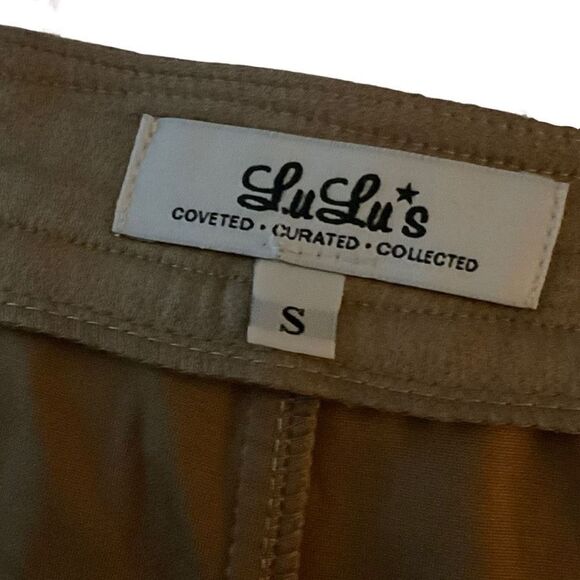 LuLu's
COVETED • CURATED • COLLECTED
S